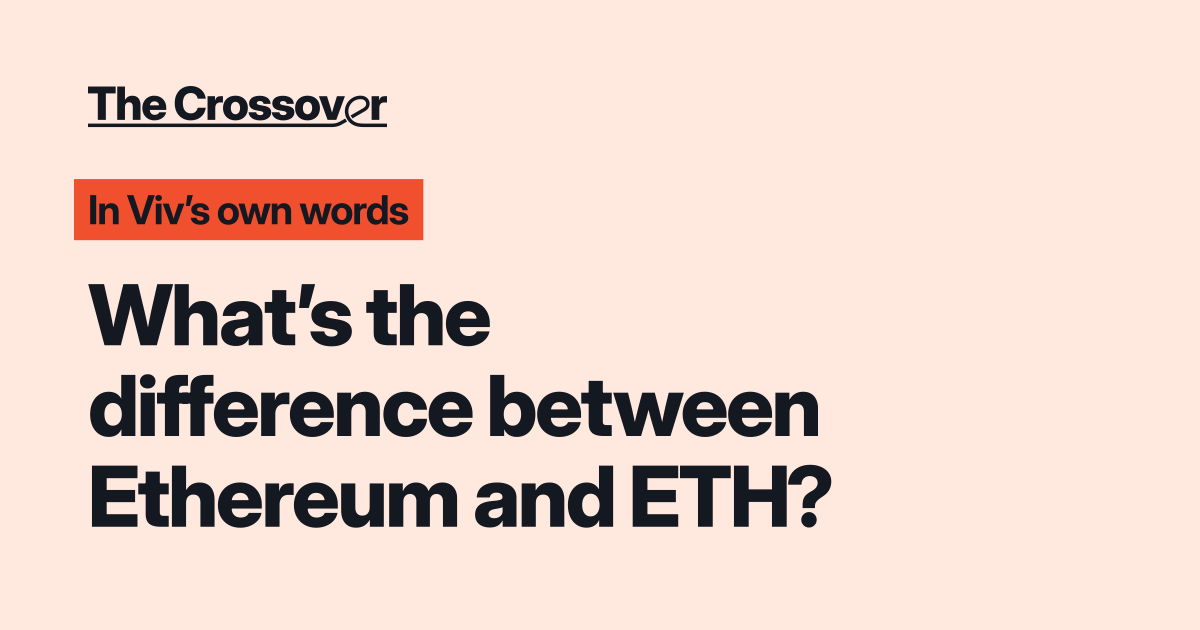 The Crossover
In Viv’s own words
What’s the
difference between
Ethereum and ETH?